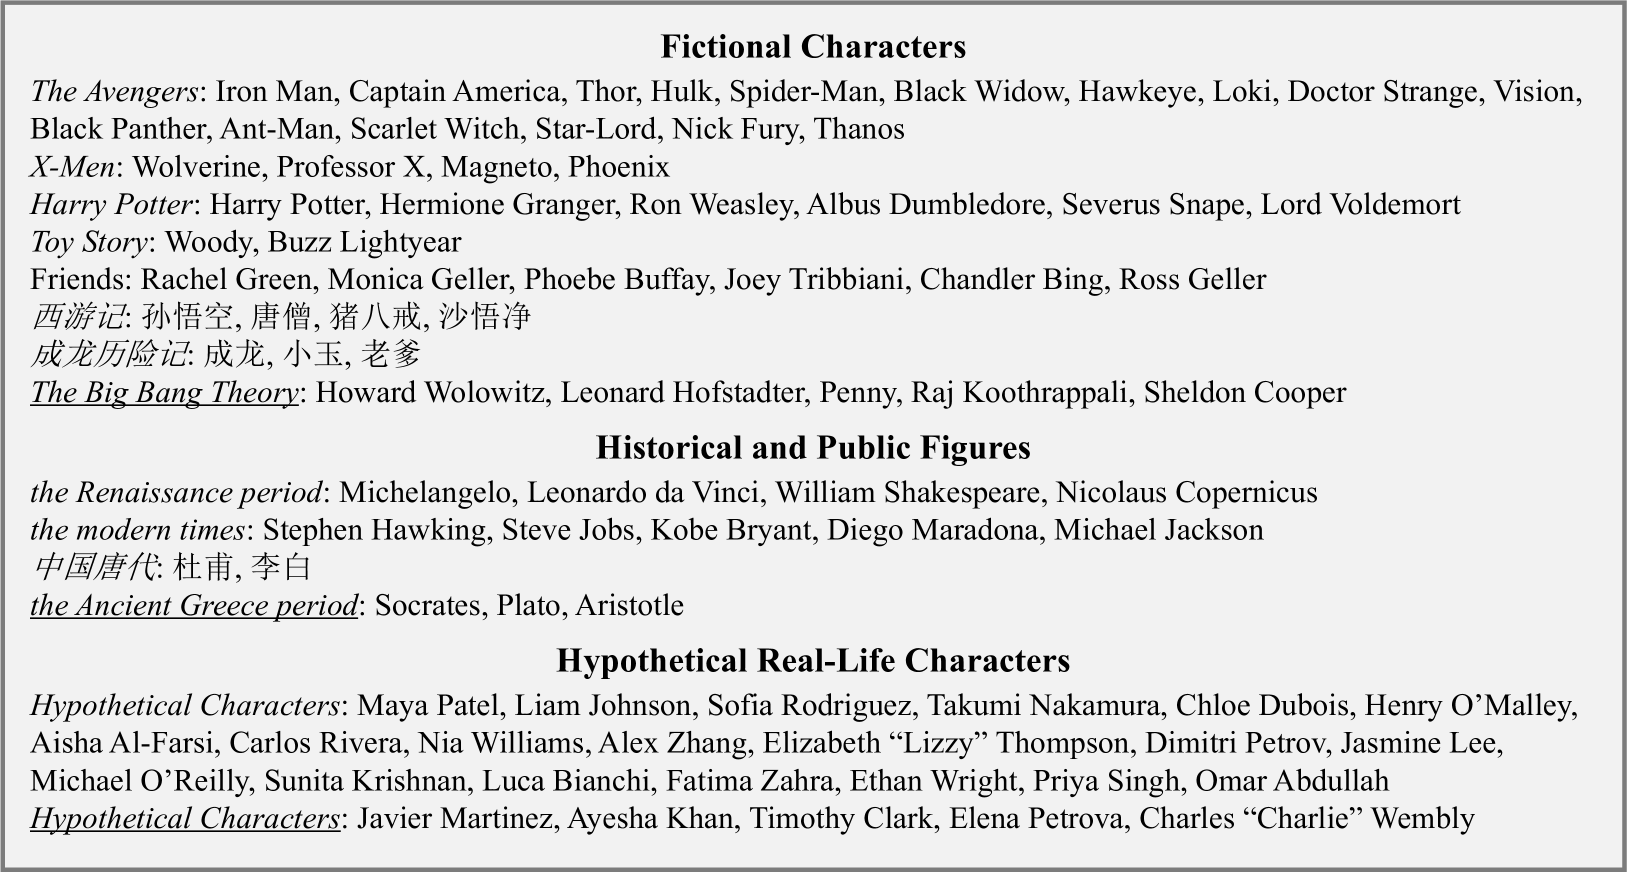 Fictional Characters
The Avengers: Iron Man, Captain America, Thor, Hulk, Spider-Man, Black Widow, Hawkeye, Loki, Doctor Strange, Vision,
Black Panther, Ant-Man, Scarlet Witch, Star-Lord, Nick Fury, Thanos
X-Men: Wolverine, Professor X, Magneto, Phoenix
Harry Potter: Harry Potter, Hermione Granger, Ron Weasley, Albus Dumbledore, Severus Snape, Lord Voldemort
Toy Story: Woody, Buzz Lightyear
Friends: Rachel Green, Monica Geller, Phoebe Buffay, Joey Tribbiani, Chandler Bing, Ross Geller
西游记: 孙悟空, 唐僧, 猪八戒, 沙悟净
成龙历险记: 成龙, 小玉, 老爹
The Big Bang Theory: Howard Wolowitz, Leonard Hofstadter, Penny, Raj Koothrappali, Sheldon Cooper
Historical and Public Figures
the Renaissance period: Michelangelo, Leonardo da Vinci, William Shakespeare, Nicolaus Copernicus
the modern times: Stephen Hawking, Steve Jobs, Kobe Bryant, Diego Maradona, Michael Jackson
中国唐代: 杜甫, 李白
the Ancient Greece period: Socrates, Plato, Aristotle
Hypothetical Real-Life Characters
Hypothetical Characters: Maya Patel, Liam Johnson, Sofia Rodriguez, Takumi Nakamura, Chloe Dubois, Henry O’Malley,
Aisha Al-Farsi, Carlos Rivera, Nia Williams, Alex Zhang, Elizabeth “Lizzy” Thompson, Dimitri Petrov, Jasmine Lee,
Michael O’Reilly, Sunita Krishnan, Luca Bianchi, Fatima Zahra, Ethan Wright, Priya Singh, Omar Abdullah
Hypothetical Characters: Javier Martinez, Ayesha Khan, Timothy Clark, Elena Petrova, Charles “Charlie” Wembly